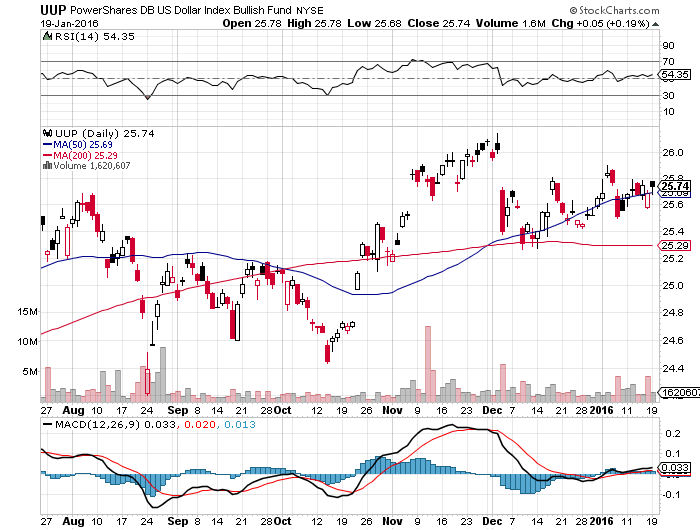 UUP PowerShares DB US Dollar Index Bullish Fund NYSE © StockCharts.com
19-Jan-2016 Open 25.78 High 25.78 Low 25.68 Close 25.74 Volume 1.6M Chg +0.05 (+0.19%)
RSI(14) 54.35
90
70
54.35
30
10
UUP (Daily) 25.74
MA(50) 25.69
MA(200) 25.29
Volume 1,620,607
26.0
25.8
25.74
25.6
25.4
25.29
25.2
25.0
24.8
24.6
24.4
15M
10M
5M
1620607
27 Aug 10 17 24 Sep 8 14 21 28 Oct 12 19 26 Nov 9 16 23 Dec 7 14 21 28 2016 11 19
MACD(12,26,9) 0.033, 0.020, 0.013
0.2
0.1
0.033
-0.1
27 Aug 10 17 24 Sep 8 14 21 28 Oct 12 19 26 Nov 9 16 23 Dec 7 14 21 28 2016 11 19